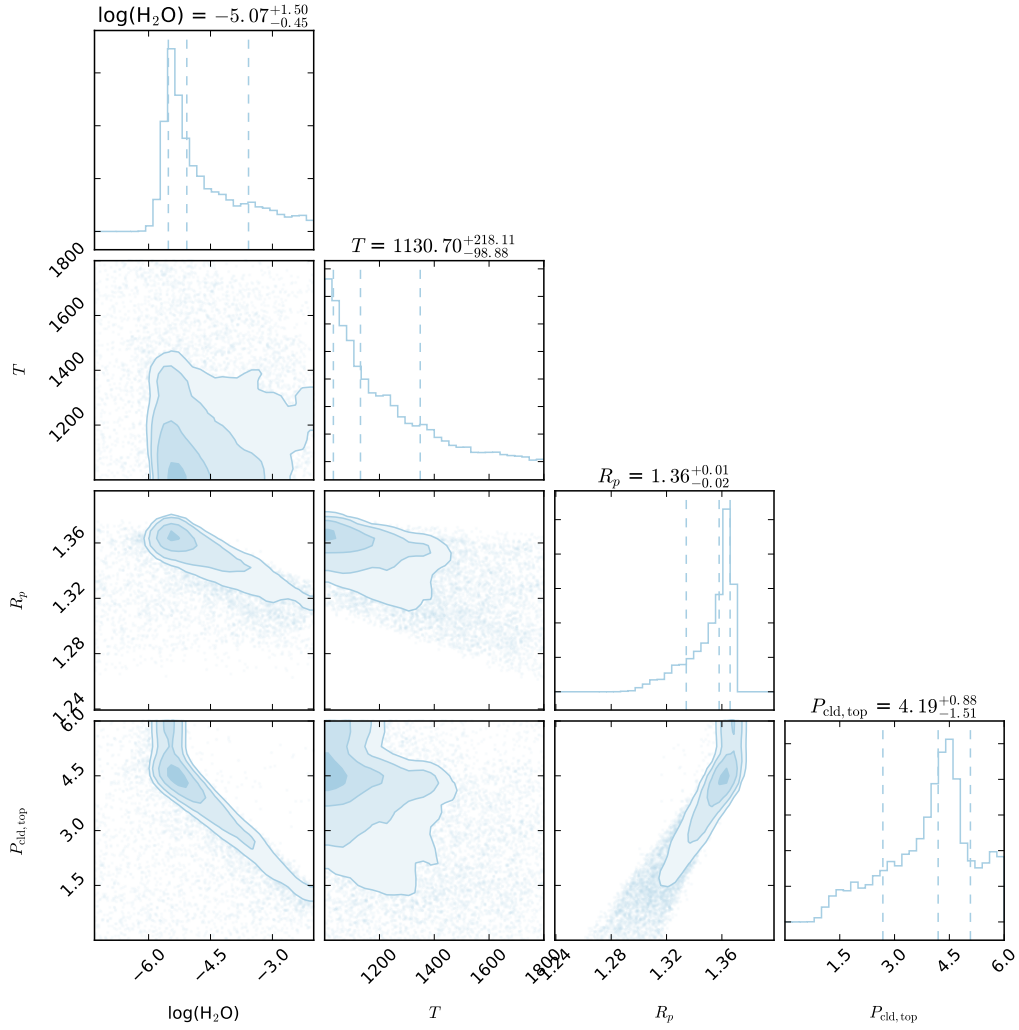 log(H₂O) = −5.07 +1.50 −0.45
1800
T = 1130.70 +218.11 −98.88
1600
T
1400
1200
R_p = 1.36 +0.01 −0.02
1.36
R_p
1.32
1.28
1.24
P_cld,top = 4.19 +0.88 −1.51
6.0
4.5
P_cld,top
3.0
1.5
−6.0 −4.5 −3.0 1200 1400 1600 1800 1.24 1.28 1.32 1.36 1.5 3.0 4.5 6.0
log(H₂O) T R_p P_cld,top